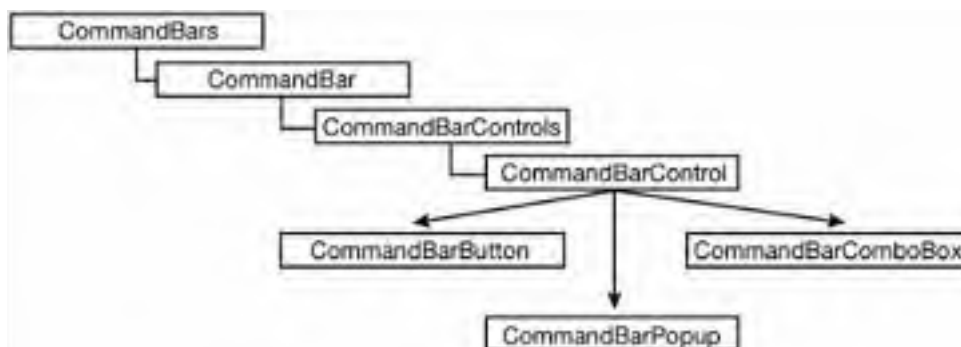 CommandBars
CommandBar
CommandBarControls
CommandBarControl
CommandBarButton
CommandBarComboBox
CommandBarPopup